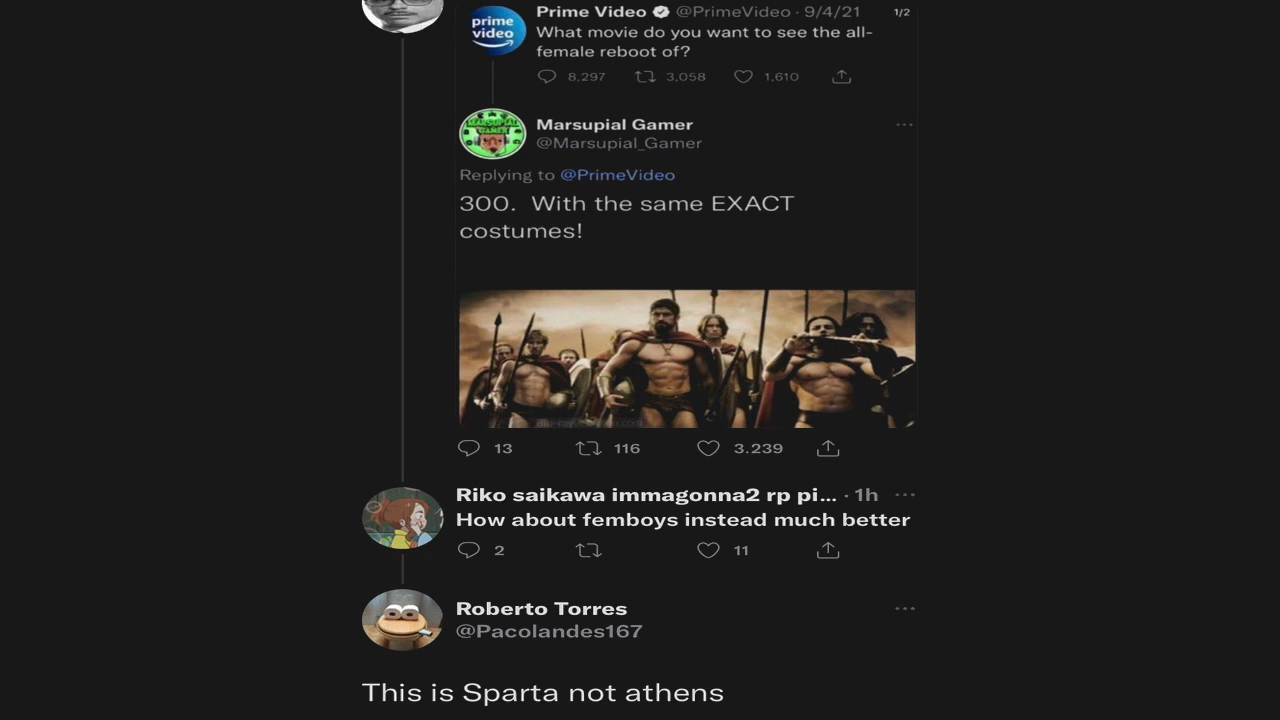 Prime Video @PrimeVideo · 9/4/21 1/2
prime
video
What movie do you want to see the all-
female reboot of?
8,297 3,058 1,610
MARSUPIAL
GAMER
Marsupial Gamer
@Marsupial_Gamer
Replying to @PrimeVideo
300. With the same EXACT
costumes!
13 116 3.239
Riko saikawa immagonna2 rp pi... · 1h
How about femboys instead much better
2 11
Roberto Torres
@Pacolandes167
This is Sparta not athens